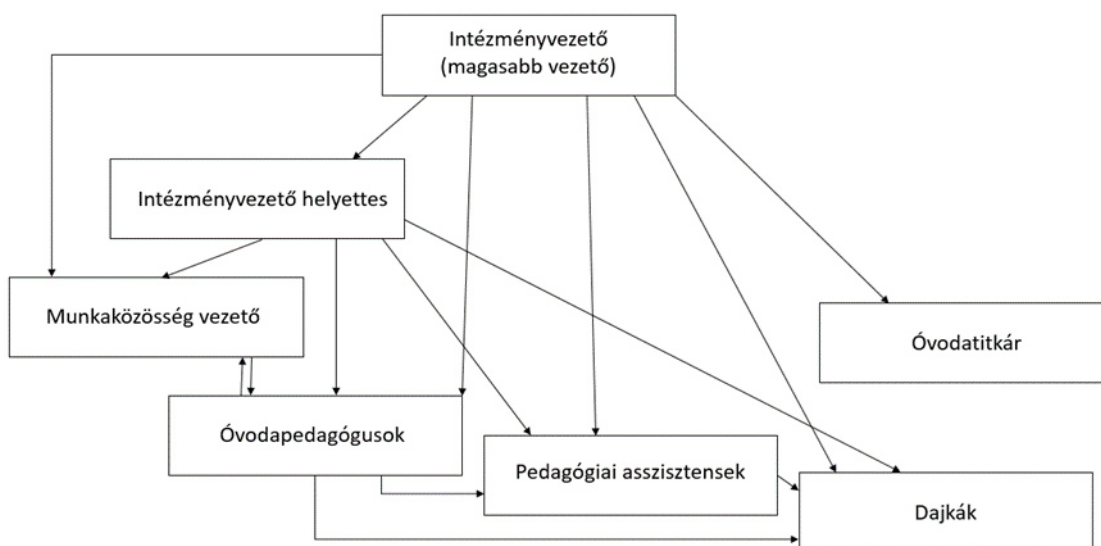 Intézményvezető
(magasabb vezető)
Intézményvezető helyettes
Munkaközösség vezető
Óvodatitkár
Óvodapedagógusok
Pedagógiai asszisztensek
Dajkák